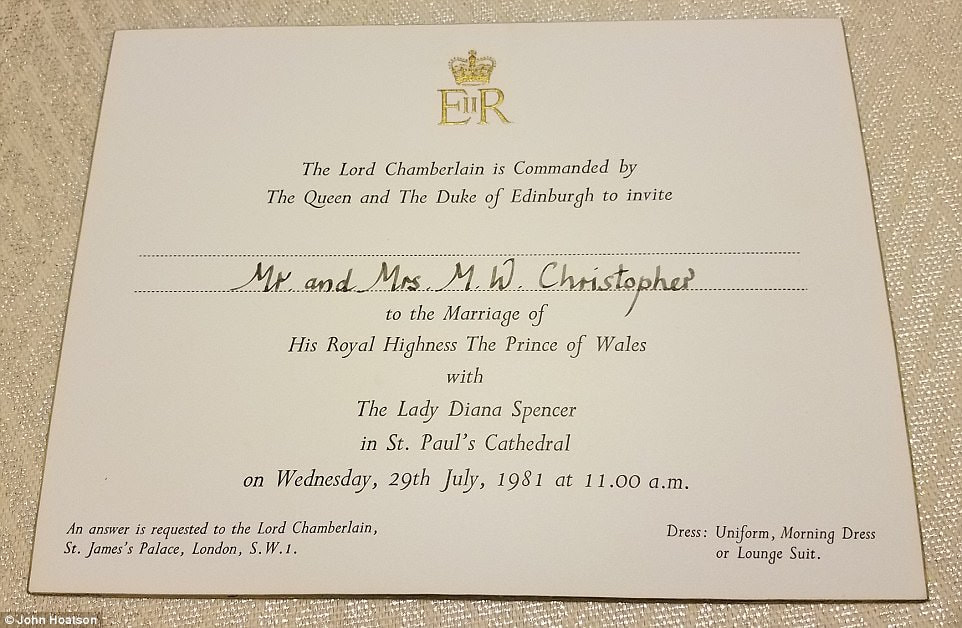 EIIR
The Lord Chamberlain is Commanded by
The Queen and The Duke of Edinburgh to invite
Mr. and Mrs. M. W. Christopher
to the Marriage of
His Royal Highness The Prince of Wales
with
The Lady Diana Spencer
in St. Paul's Cathedral
on Wednesday, 29th July, 1981 at 11.00 a.m.
An answer is requested to the Lord Chamberlain,
St. James's Palace, London, S.W.1.
Dress: Uniform, Morning Dress
or Lounge Suit.
© John Hoatson